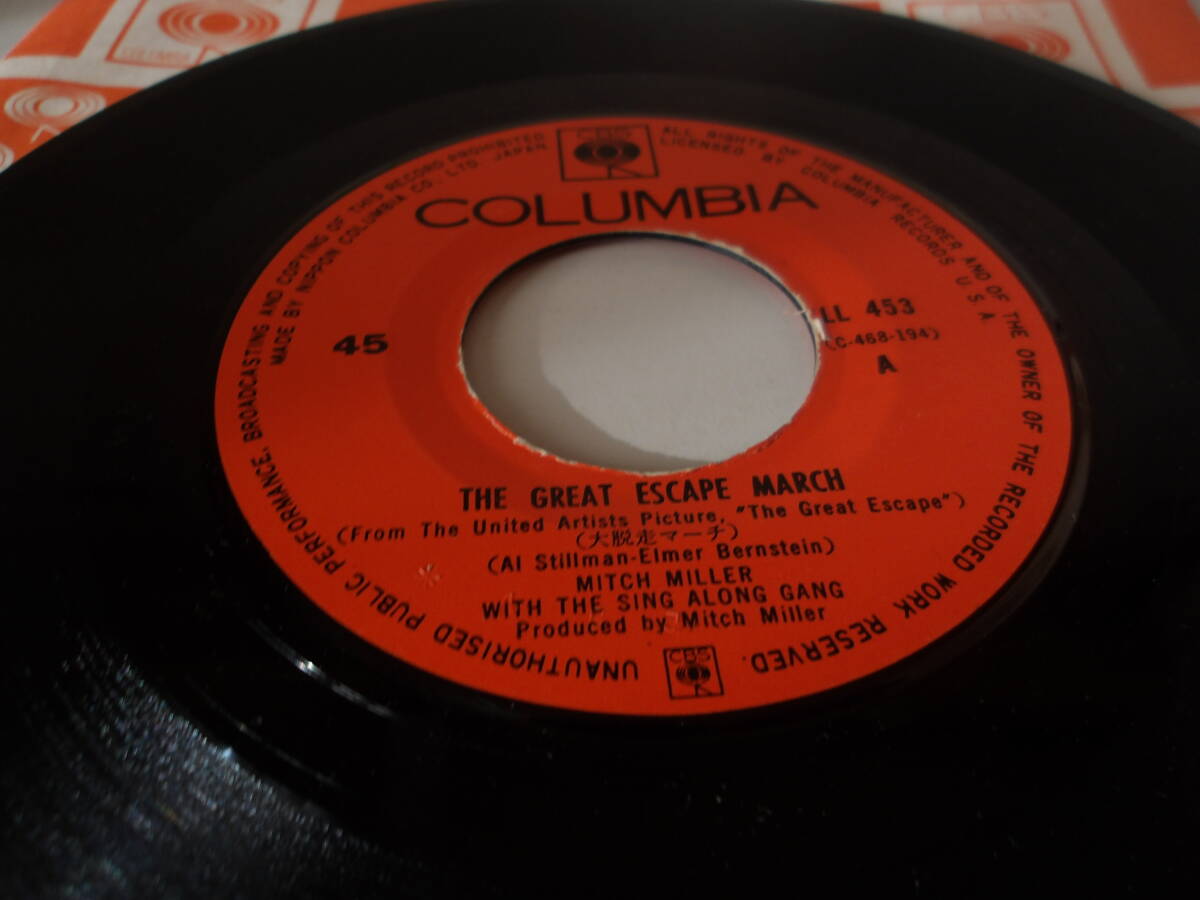 CBS
COLUMBIA
45
LL 453
(C-468-194)
A
THE GREAT ESCAPE MARCH
(From The United Artists Picture, "The Great Escape")
(大脱走マーチ)
(Al Stillman-Elmer Bernstein)
MITCH MILLER
WITH THE SING ALONG GANG
Produced by Mitch Miller
CBS
UNAUTHORISED PUBLIC PERFORMANCE, BROADCASTING AND COPYING OF THIS RECORD PROHIBITED
MADE BY NIPPON COLUMBIA CO., LTD. JAPAN
ALL RIGHTS OF THE MANUFACTURER AND OF THE OWNER OF THE RECORDED WORK RESERVED.
LICENSED BY COLUMBIA RECORDS U.S.A
COLUMBIA